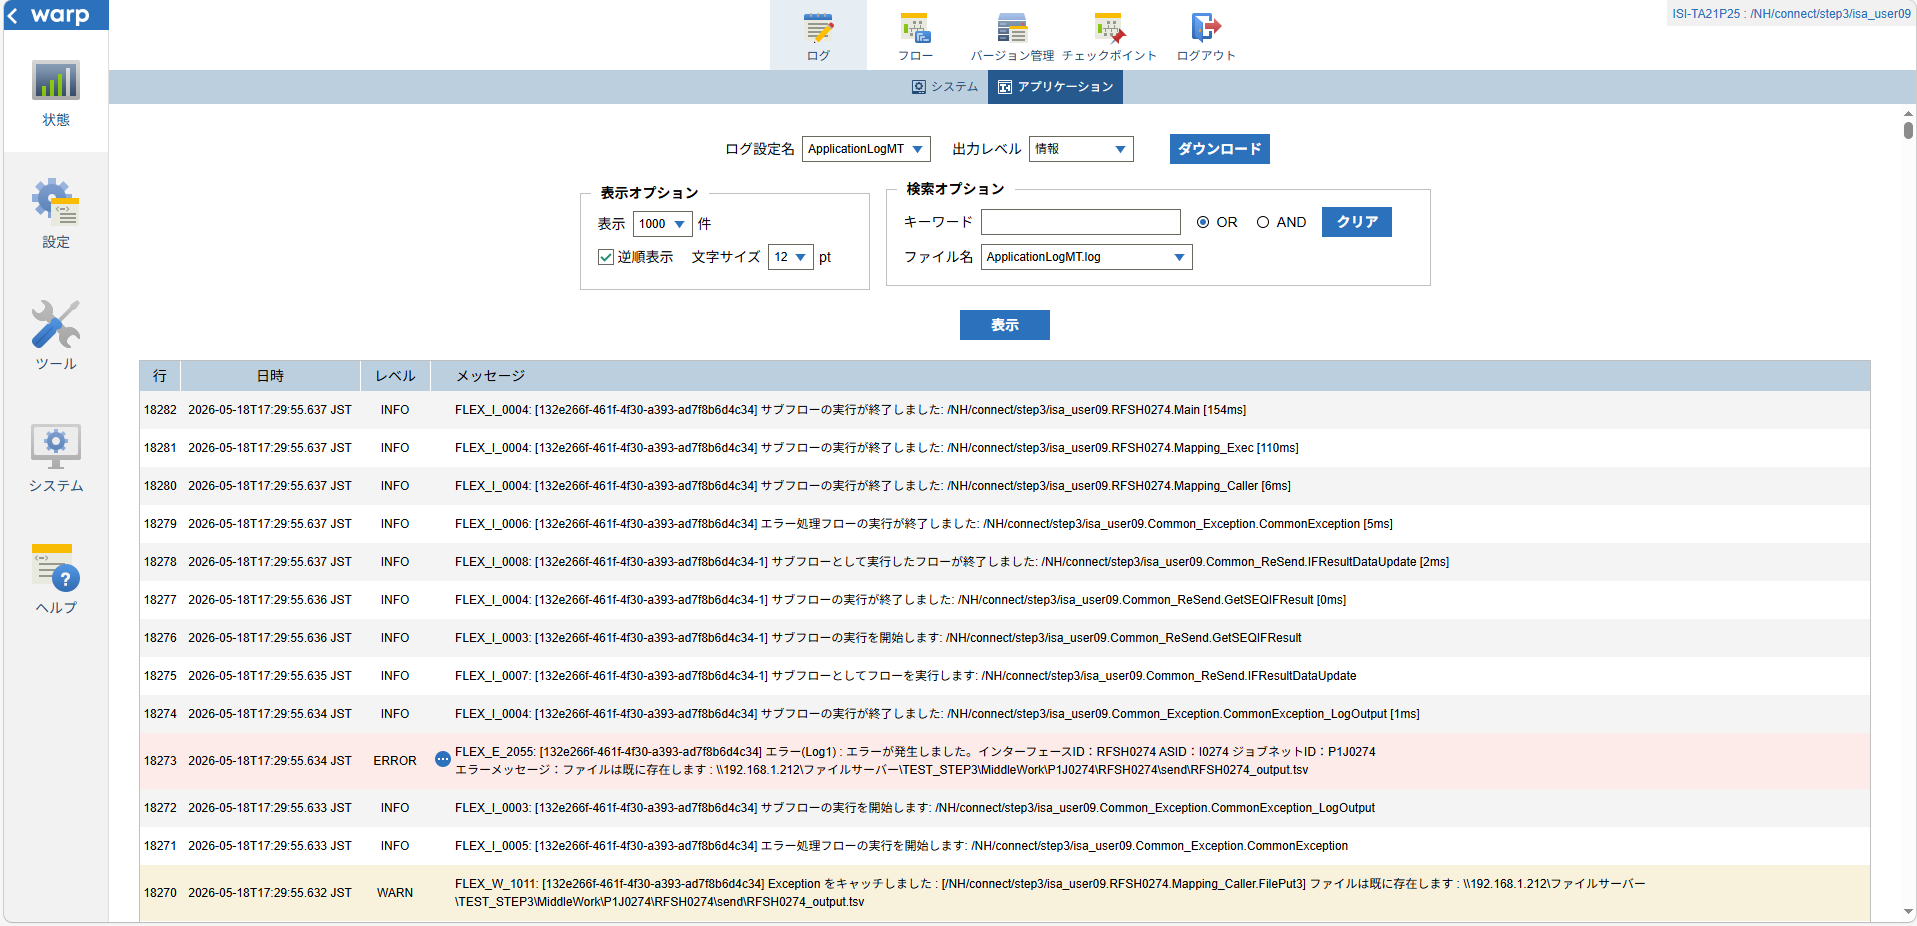 warp
ISI-TA21P25 : /NH/connect/step3/isa_user09
ログ
フロー
バージョン管理
チェックポイント
ログアウト
システム
アプリケーション
状態
設定
ツール
システム
ヘルプ
ログ設定名 ApplicationLogMT 出力レベル 情報 ダウンロード
表示オプション
表示 1000 件
逆順表示 文字サイズ 12 pt
検索オプション
キーワード OR AND クリア
ファイル名 ApplicationLogMT.log
表示
行 日時 レベル メッセージ
18282 2026-05-18T17:29:55.637 JST INFO FLEX_I_0004: [132e266f-461f-4f30-a393-ad7f8b6d4c34] サブフローの実行が終了しました: /NH/connect/step3/isa_user09.RFSH0274.Main [154ms]
18281 2026-05-18T17:29:55.637 JST INFO FLEX_I_0004: [132e266f-461f-4f30-a393-ad7f8b6d4c34] サブフローの実行が終了しました: /NH/connect/step3/isa_user09.RFSH0274.Mapping_Exec [110ms]
18280 2026-05-18T17:29:55.637 JST INFO FLEX_I_0004: [132e266f-461f-4f30-a393-ad7f8b6d4c34] サブフローの実行が終了しました: /NH/connect/step3/isa_user09.RFSH0274.Mapping_Caller [6ms]
18279 2026-05-18T17:29:55.637 JST INFO FLEX_I_0006: [132e266f-461f-4f30-a393-ad7f8b6d4c34] エラー処理フローの実行が終了しました: /NH/connect/step3/isa_user09.Common_Exception.CommonException [5ms]
18278 2026-05-18T17:29:55.637 JST INFO FLEX_I_0008: [132e266f-461f-4f30-a393-ad7f8b6d4c34-1] サブフローとして実行したフローが終了しました: /NH/connect/step3/isa_user09.Common_ReSend.IFResultDataUpdate [2ms]
18277 2026-05-18T17:29:55.636 JST INFO FLEX_I_0004: [132e266f-461f-4f30-a393-ad7f8b6d4c34-1] サブフローの実行が終了しました: /NH/connect/step3/isa_user09.Common_ReSend.GetSEQIFResult [0ms]
18276 2026-05-18T17:29:55.636 JST INFO FLEX_I_0003: [132e266f-461f-4f30-a393-ad7f8b6d4c34-1] サブフローの実行を開始します: /NH/connect/step3/isa_user09.Common_ReSend.GetSEQIFResult
18275 2026-05-18T17:29:55.635 JST INFO FLEX_I_0007: [132e266f-461f-4f30-a393-ad7f8b6d4c34-1] サブフローとしてフローを実行します: /NH/connect/step3/isa_user09.Common_ReSend.IFResultDataUpdate
18274 2026-05-18T17:29:55.634 JST INFO FLEX_I_0004: [132e266f-461f-4f30-a393-ad7f8b6d4c34] サブフローの実行が終了しました: /NH/connect/step3/isa_user09.Common_Exception.CommonException_LogOutput [1ms]
18273 2026-05-18T17:29:55.634 JST ERROR FLEX_E_2055: [132e266f-461f-4f30-a393-ad7f8b6d4c34] エラー(Log1) : エラーが発生しました。インターフェースID：RFSH0274 ASID：I0274 ジョブネットID：P1J0274
エラーメッセージ：ファイルは既に存在します : \\192.168.1.212\ファイルサーバー\TEST_STEP3\MiddleWork\P1J0274\RFSH0274\send\RFSH0274_output.tsv
18272 2026-05-18T17:29:55.633 JST INFO FLEX_I_0003: [132e266f-461f-4f30-a393-ad7f8b6d4c34] サブフローの実行を開始します: /NH/connect/step3/isa_user09.Common_Exception.CommonException_LogOutput
18271 2026-05-18T17:29:55.633 JST INFO FLEX_I_0005: [132e266f-461f-4f30-a393-ad7f8b6d4c34] エラー処理フローの実行を開始します: /NH/connect/step3/isa_user09.Common_Exception.CommonException
18270 2026-05-18T17:29:55.632 JST WARN FLEX_W_1011: [132e266f-461f-4f30-a393-ad7f8b6d4c34] Exception をキャッチしました : [/NH/connect/step3/isa_user09.RFSH0274.Mapping_Caller.FilePut3] ファイルは既に存在します : \\192.168.1.212\ファイルサーバー
\TEST_STEP3\MiddleWork\P1J0274\RFSH0274\send\RFSH0274_output.tsv